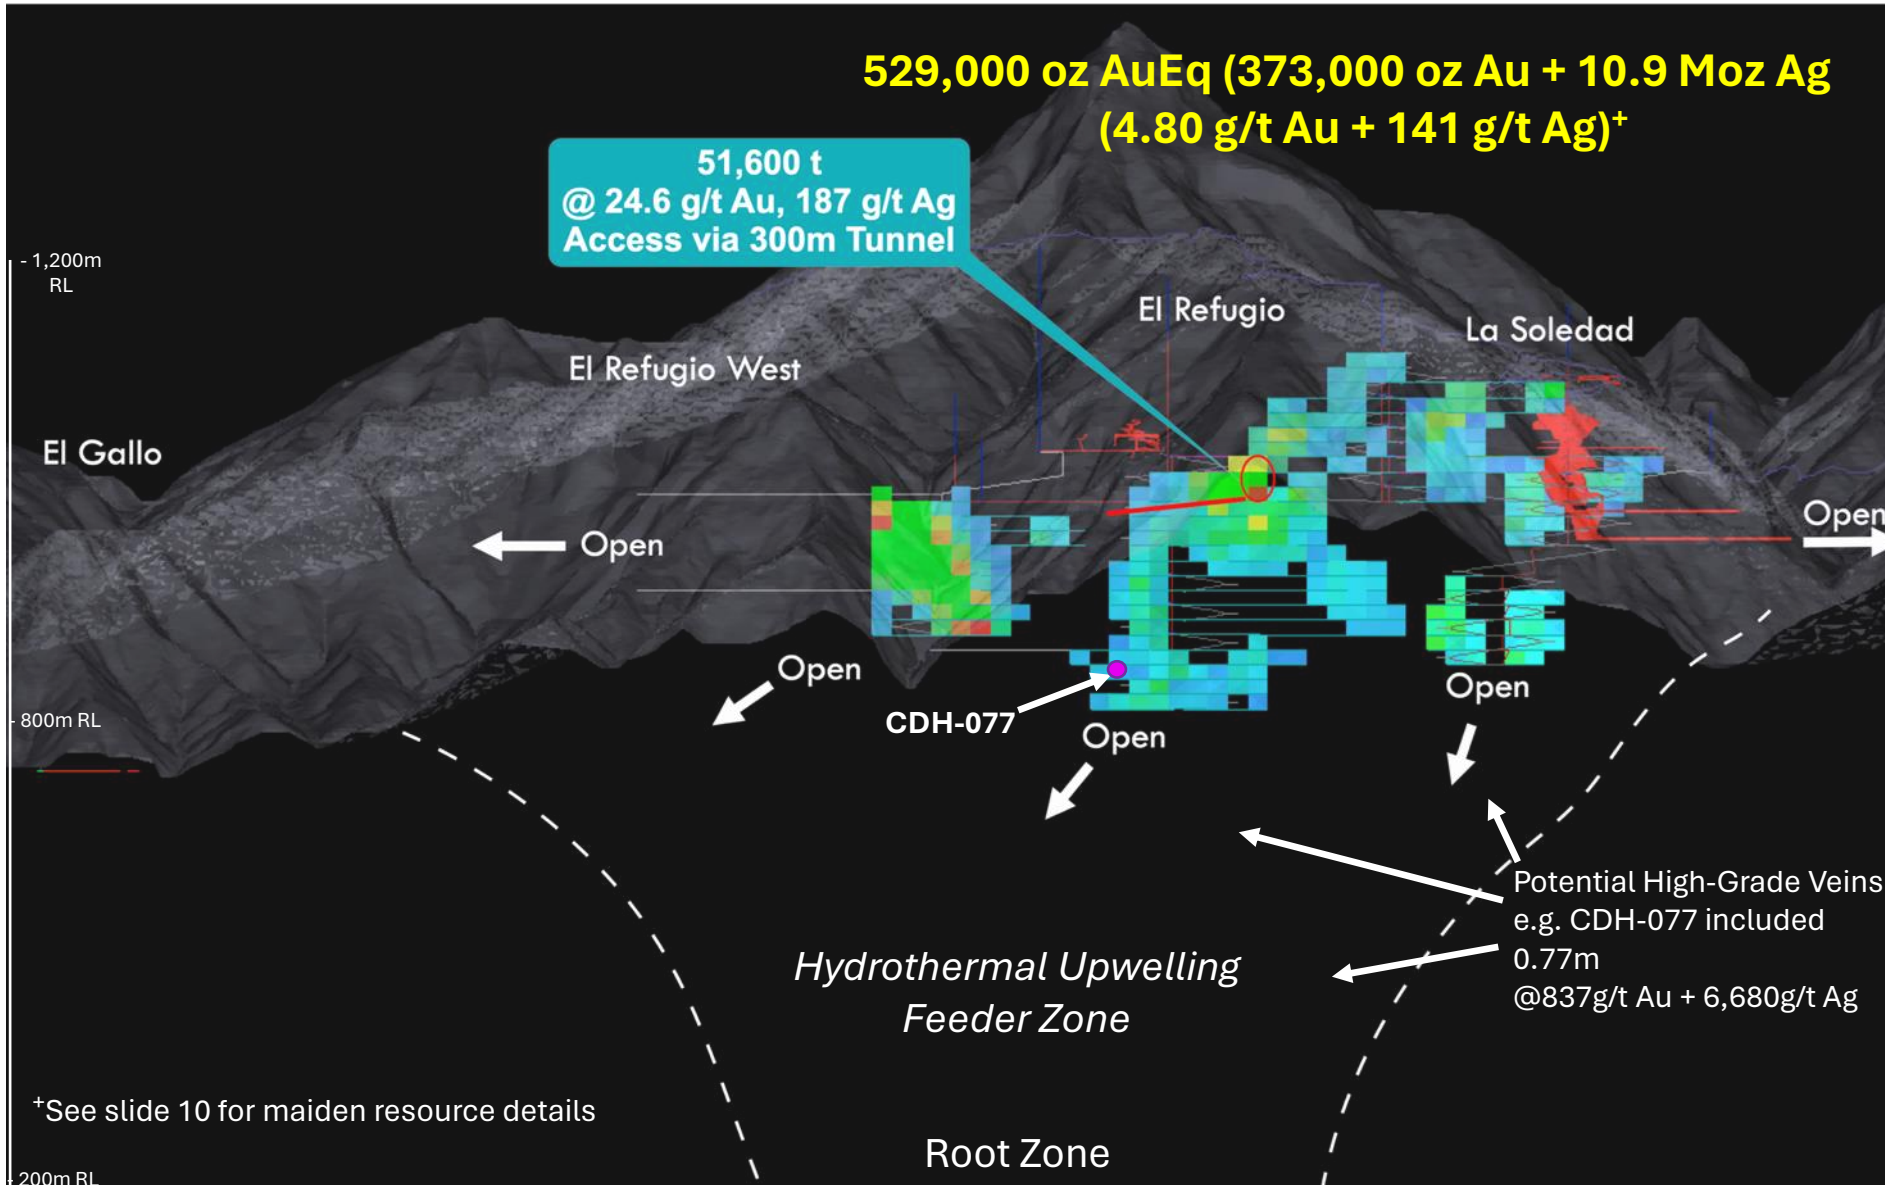 529,000 oz AuEq (373,000 oz Au + 10.9 Moz Ag
(4.80 g/t Au + 141 g/t Ag)+
51,600 t
@ 24.6 g/t Au, 187 g/t Ag
Access via 300m Tunnel
- 1,200m
RL
El Refugio
La Soledad
El Refugio West
El Gallo
Open
Open
Open
Open
Open
- 800m RL
CDH-077
Potential High-Grade Veins
e.g. CDH-077 included
0.77m
@837g/t Au + 6,680g/t Ag
Hydrothermal Upwelling
Feeder Zone
+See slide 10 for maiden resource details
Root Zone
- 200m RL